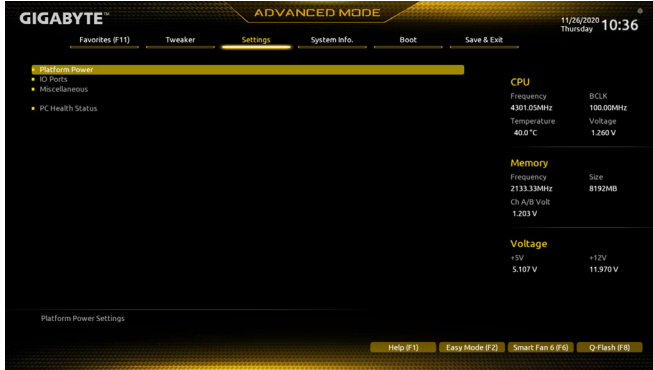 GIGABYTE™
ADVANCED MODE
11/26/2020 Thursday 10:36
Favorites (F11) Tweaker Settings System Info. Boot Save & Exit
Platform Power
IO Ports
Miscellaneous
PC Health Status
CPU
Frequency BCLK
4301.05MHz 100.00MHz
Temperature Voltage
40.0 °C 1.260 V
Memory
Frequency Size
2133.33MHz 8192MB
Ch A/B Volt
1.203 V
Voltage
+5V +12V
5.107 V 11.970 V
Platform Power Settings
Help (F1) Easy Mode (F2) Smart Fan 6 (F6) Q-Flash (F8)